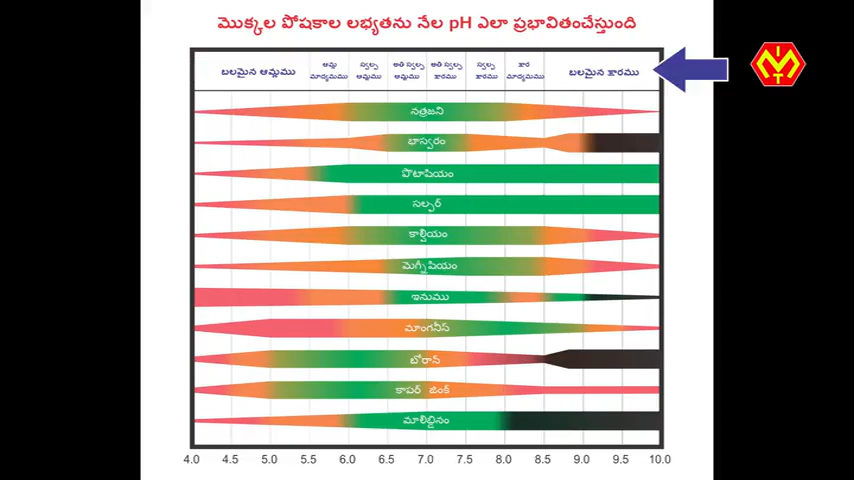 మొక్కల పోషకాల లభ్యతను నేల pH ఎలా ప్రభావితంచేస్తుంది
బలమైన ఆమ్లము
ఆమ్ల మాధ్యమము
స్వల్ప ఆమ్లము
అతి స్వల్ప ఆమ్లము
అతి స్వల్ప కారము
స్వల్ప కారము
కార మాధ్యమము
బలమైన కారము
నత్రజని
భాస్వరం
పొటాషియం
సల్ఫర్
కాల్షియం
మెగ్నీషియం
ఇనుము
మాంగనీస్
బోరాన్
కాపర్ జింక్
మాలిబ్డినం
4.0 4.5 5.0 5.5 6.0 6.5 7.0 7.5 8.0 8.5 9.0 9.5 10.0